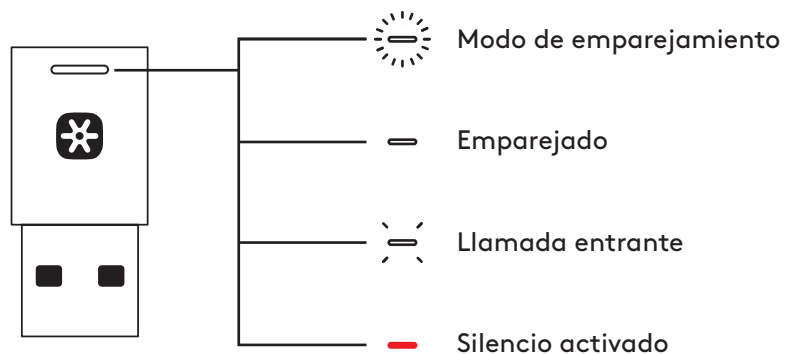 Modo de emparejamiento
Emparejado
Llamada entrante
Silencio activado